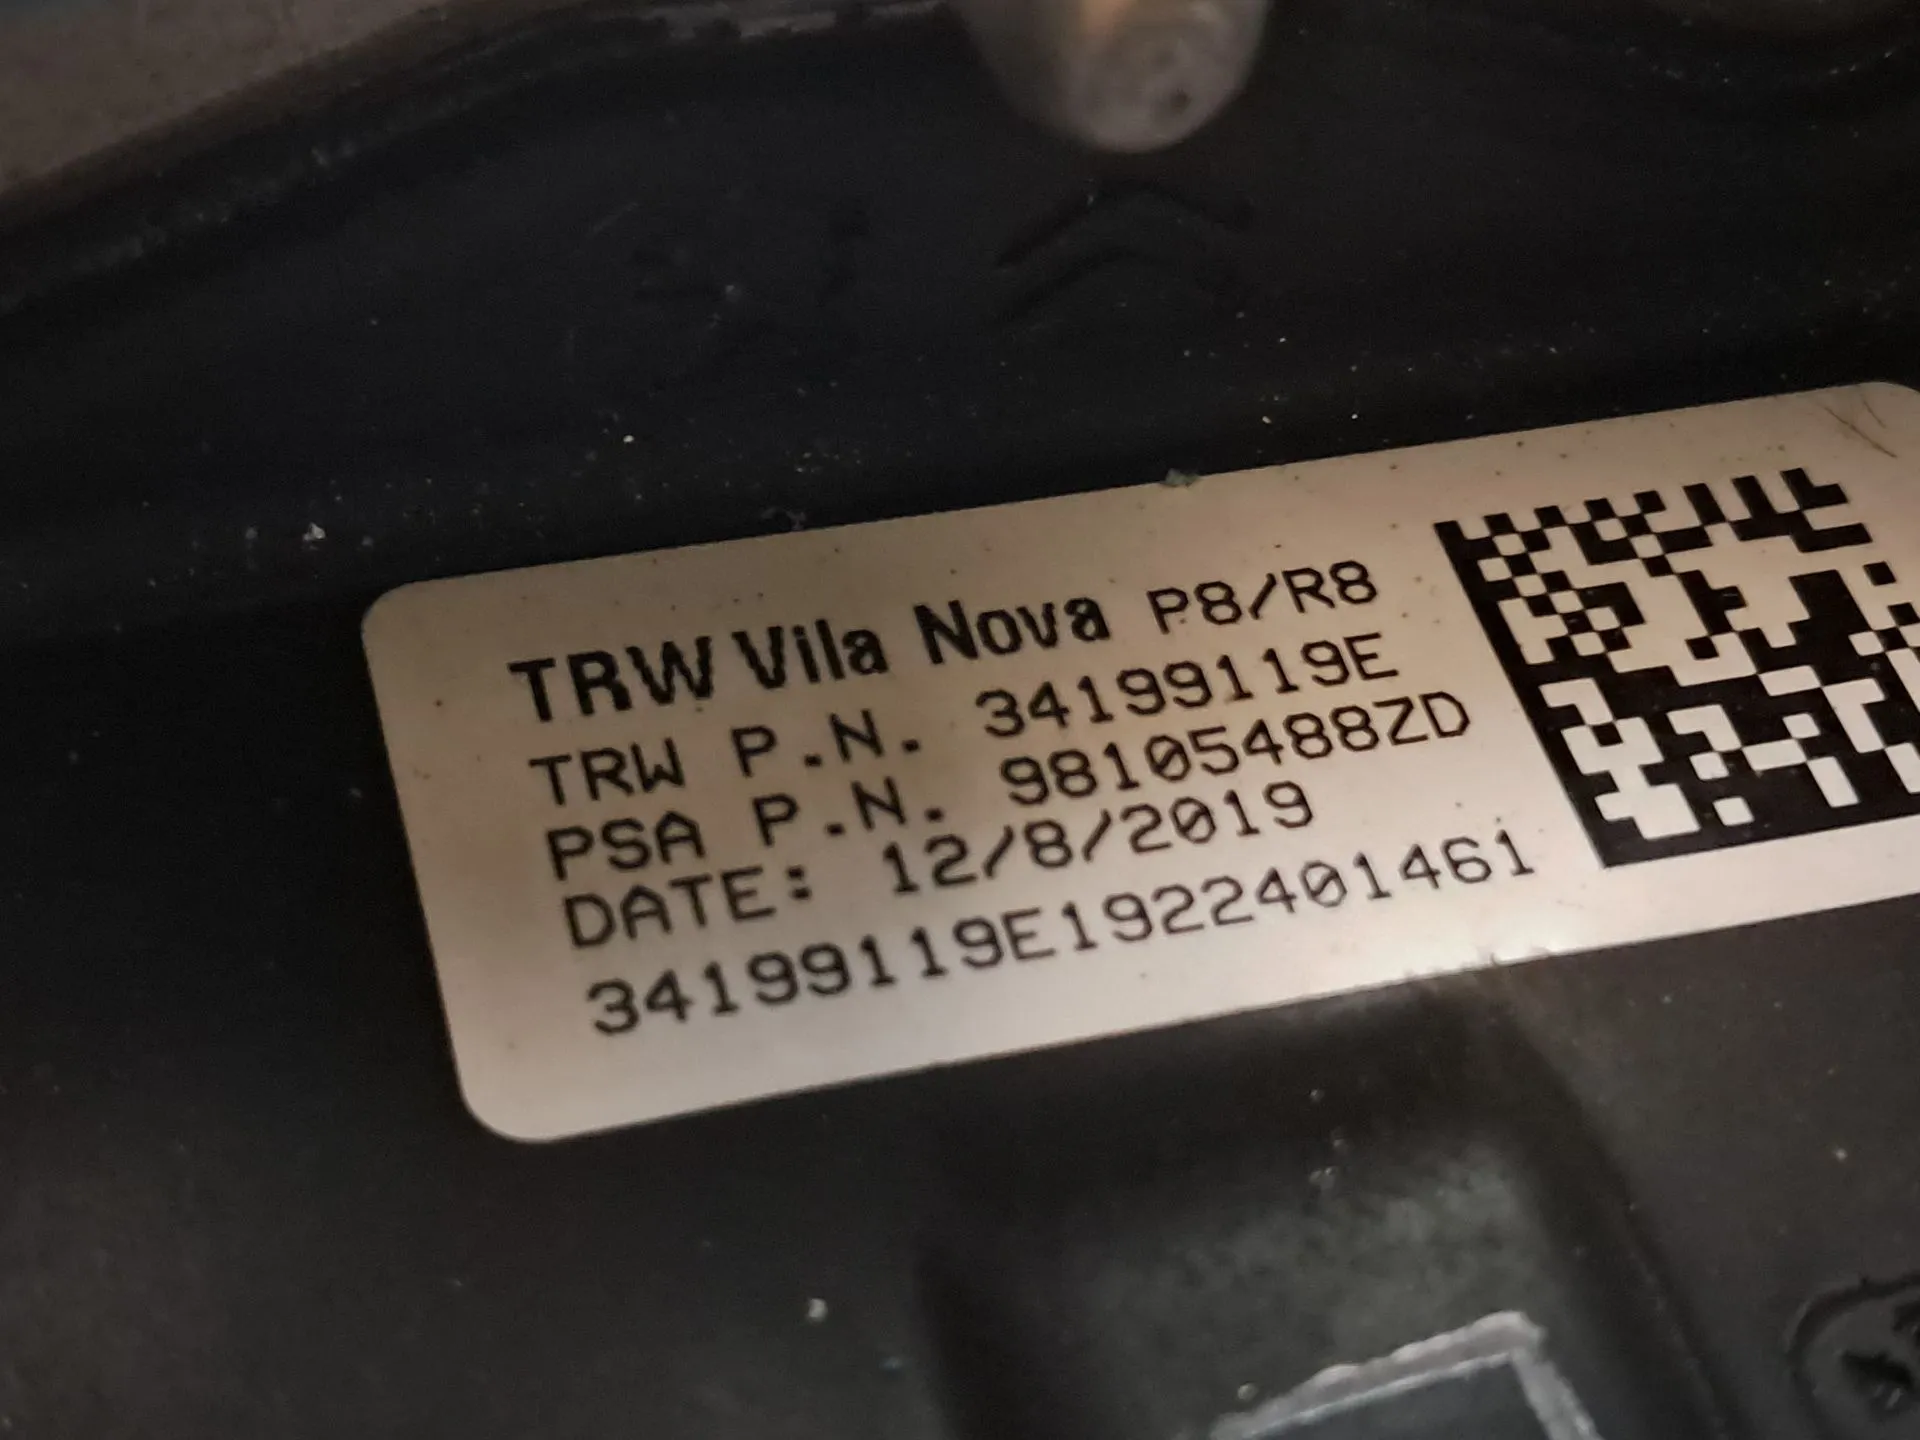 TRW Vila Nova P8/R8
TRW P.N. 34199119E
PSA P.N. 98105488ZD
DATE: 12/8/2019
34199119E1922401461